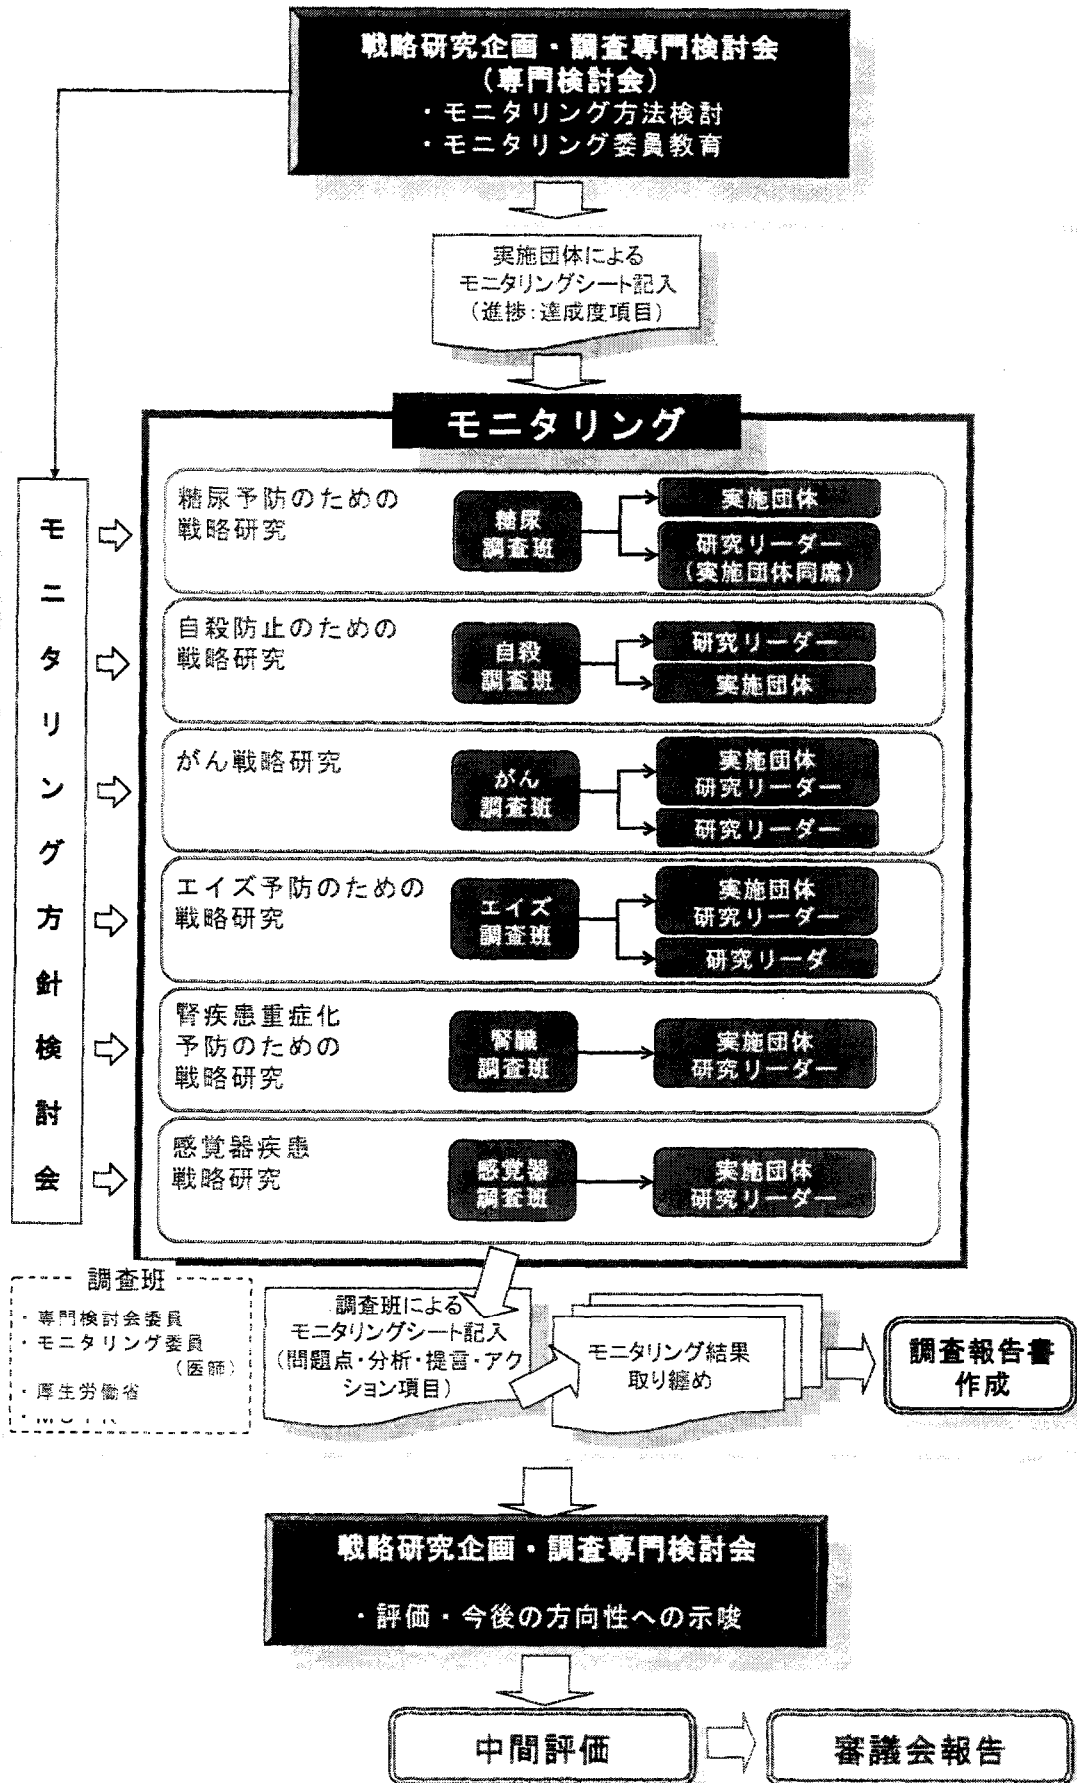 戦略研究企画・調査専門検討会
(専門検討会)
・モニタリング方法検討
・モニタリング委員教育
実施団体による
モニタリングシート記入
(進捗:達成度項目)
モニタリング
モニタリング方針検討会
糖尿予防のための
戦略研究
糖尿
調査班
実施団体
研究リーダー
(実施団体同席)
自殺防止のための
戦略研究
自殺
調査班
研究リーダー
実施団体
がん戦略研究
がん
調査班
実施団体
研究リーダー
研究リーダー
エイズ予防のための
戦略研究
エイズ
調査班
実施団体
研究リーダー
研究リーダ
腎疾患重症化
予防のための
戦略研究
腎臓
調査班
実施団体
研究リーダー
感覚器疾患
戦略研究
感覚器
調査班
実施団体
研究リーダー
調査班
・専門検討会委員
・モニタリング委員
(医師)
・厚生労働省
調査班による
モニタリングシート記入
(問題点・分析・提言・アク
ション項目)
モニタリング結果
取り纏め
調査報告書
作成
戦略研究企画・調査専門検討会
・評価・今後の方向性への示唆
中間評価
審議会報告